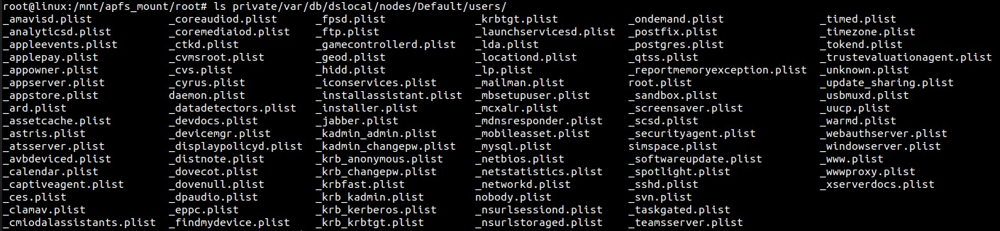 root@linux:/mnt/apfs_mount/root# ls private/var/db/dslocal/nodes/Default/users/
_amavisd.plist _coreaudiod.plist _fpsd.plist _krbtgt.plist _ondemand.plist _timed.plist
_analyticsd.plist _coremediaiod.plist _ftp.plist _launchservicesd.plist _postfix.plist _timezone.plist
_appleevents.plist _ctkd.plist _gamecontrollerd.plist _lda.plist _postgres.plist _tokend.plist
_applepay.plist _cvmsroot.plist _geod.plist _locationd.plist _qtss.plist _trustevaluationagent.plist
_appowner.plist _cvs.plist _hidd.plist _lp.plist _reportmemoryexception.plist _unknown.plist
_appserver.plist _cyrus.plist _iconservices.plist _mailman.plist root.plist _update_sharing.plist
_appstore.plist daemon.plist _installassistant.plist _mbsetupuser.plist _sandbox.plist _usbmuxd.plist
_ard.plist _datadetectors.plist _installer.plist _mcxalr.plist _screensaver.plist _uucp.plist
_assetcache.plist _devdocs.plist _jabber.plist _mdnsresponder.plist _scsd.plist _warmd.plist
_astris.plist _devicemgr.plist _kadmin_admin.plist _mobileasset.plist _securityagent.plist _webauthserver.plist
_atsserver.plist _displaypolicyd.plist _kadmin_changepw.plist _mysql.plist simspace.plist _windowserver.plist
_avbdeviced.plist _distnote.plist _krb_anonymous.plist _netbios.plist _softwareupdate.plist _www.plist
_calendar.plist _dovecot.plist _krb_changepw.plist _netstatistics.plist _spotlight.plist _wwwproxy.plist
_captiveagent.plist _dovenull.plist _krbfast.plist _networkd.plist _sshd.plist _xserverdocs.plist
_ces.plist _dpaudio.plist _krb_kadmin.plist nobody.plist _svn.plist
_clamav.plist _eppc.plist _krb_kerberos.plist _nsurlsessiond.plist _taskgated.plist
_cmiodalassistants.plist _findmydevice.plist _krb_krbtgt.plist _nsurlstoraged.plist _teamsserver.plist